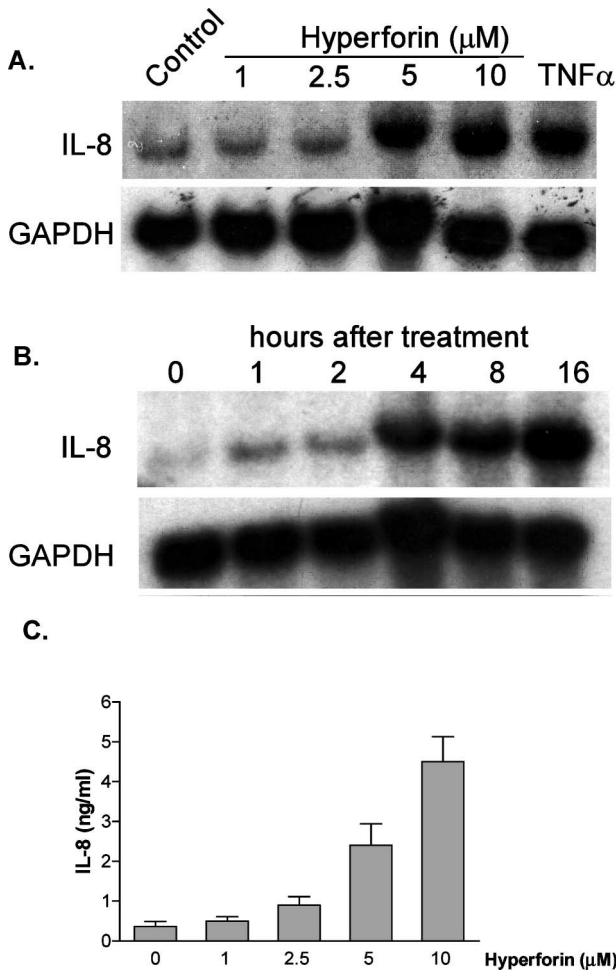 A.
Control
Hyperforin (μM)
1 2.5 5 10 TNFα
IL-8
GAPDH
B.
hours after treatment
0 1 2 4 8 16
IL-8
GAPDH
C.
6
5
4
3
2
1
0
IL-8 (ng/ml)
0 1 2.5 5 10 Hyperforin (μM)